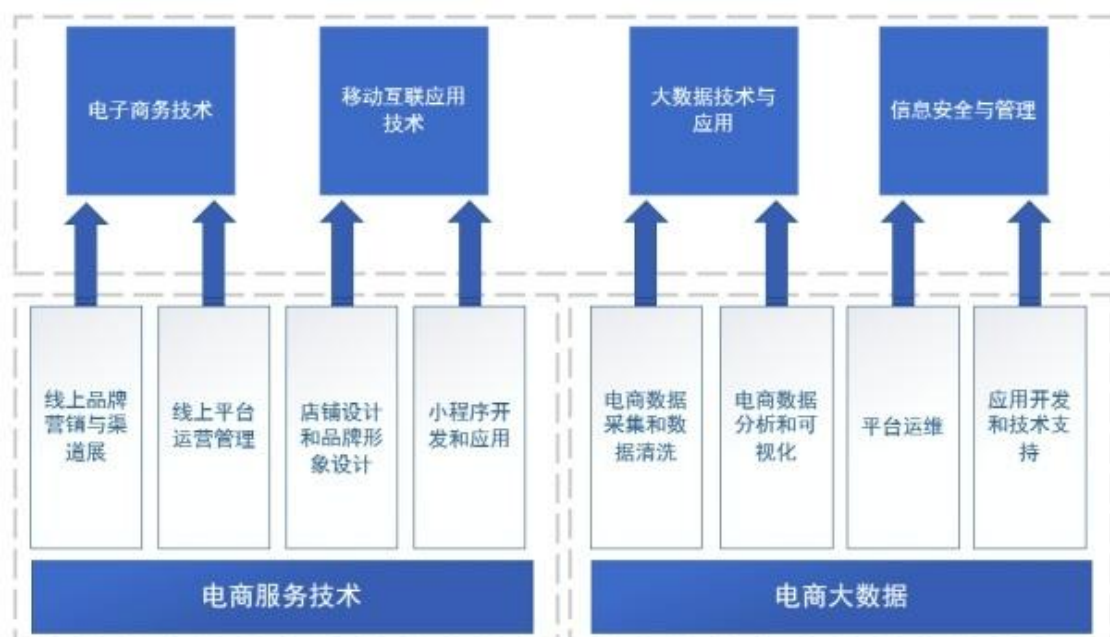 电子商务技术
移动互联应用
技术
大数据技术与
应用
信息安全与管理
线上品牌
营销与渠
道展
线上平台
运营管理
店铺设计
和品牌形
象设计
小程序开
发和应用
电商数据
采集和数
据清洗
电商数据
分析和可
视化
平台运维
应用开发
和技术支
持
电商服务技术
电商大数据